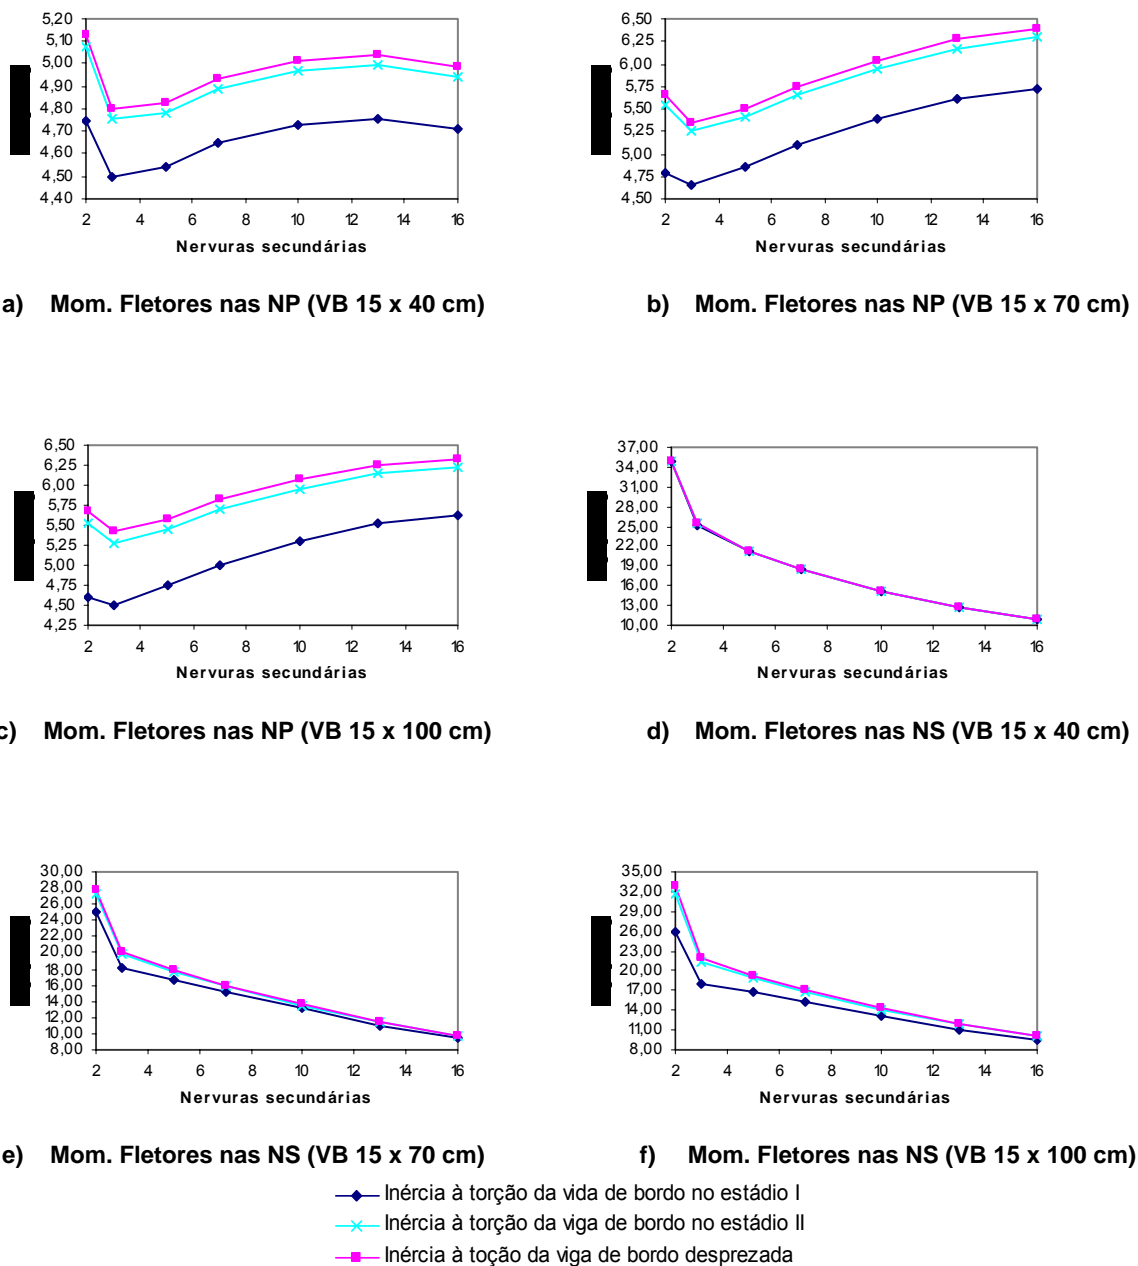 5,20
5,10
5,00
4,90
4,80
4,70
4,60
4,50
4,40
2 4 6 8 10 12 14 16
Nervuras secundárias
a) Mom. Fletores nas NP (VB 15 x 40 cm)
6,50
6,25
6,00
5,75
5,50
5,25
5,00
4,75
4,50
2 4 6 8 10 12 14 16
Nervuras secundárias
b) Mom. Fletores nas NP (VB 15 x 70 cm)
6,50
6,25
6,00
5,75
5,50
5,25
5,00
4,75
4,50
4,25
2 4 6 8 10 12 14 16
Nervuras secundárias
c) Mom. Fletores nas NP (VB 15 x 100 cm)
37,00
34,00
31,00
28,00
25,00
22,00
19,00
16,00
13,00
10,00
2 4 6 8 10 12 14 16
Nervuras secundárias
d) Mom. Fletores nas NS (VB 15 x 40 cm)
30,00
28,00
26,00
24,00
22,00
20,00
18,00
16,00
14,00
12,00
10,00
8,00
2 4 6 8 10 12 14 16
Nervuras secundárias
e) Mom. Fletores nas NS (VB 15 x 70 cm)
35,00
32,00
29,00
26,00
23,00
20,00
17,00
14,00
11,00
8,00
2 4 6 8 10 12 14 16
Nervuras secundárias
f) Mom. Fletores nas NS (VB 15 x 100 cm)
Inércia à torção da vida de bordo no estádio I
Inércia à torção da viga de bordo no estádio II
Inércia à toção da viga de bordo desprezada